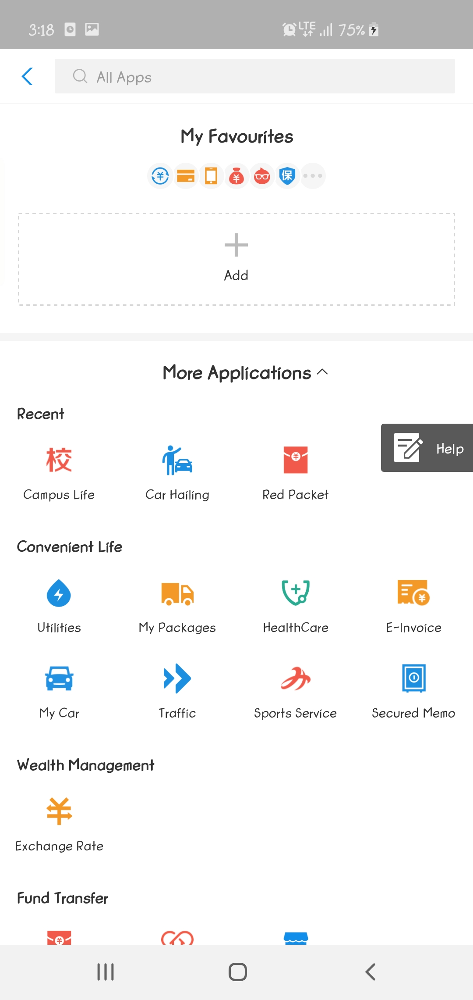 3:18 LTE 75%
All Apps
My Favourites
保
Add
More Applications
Recent
Help
校
Campus Life Car Hailing Red Packet
Convenient Life
Utilities My Packages HealthCare E-Invoice
My Car Traffic Sports Service Secured Memo
Wealth Management
Exchange Rate
Fund Transfer